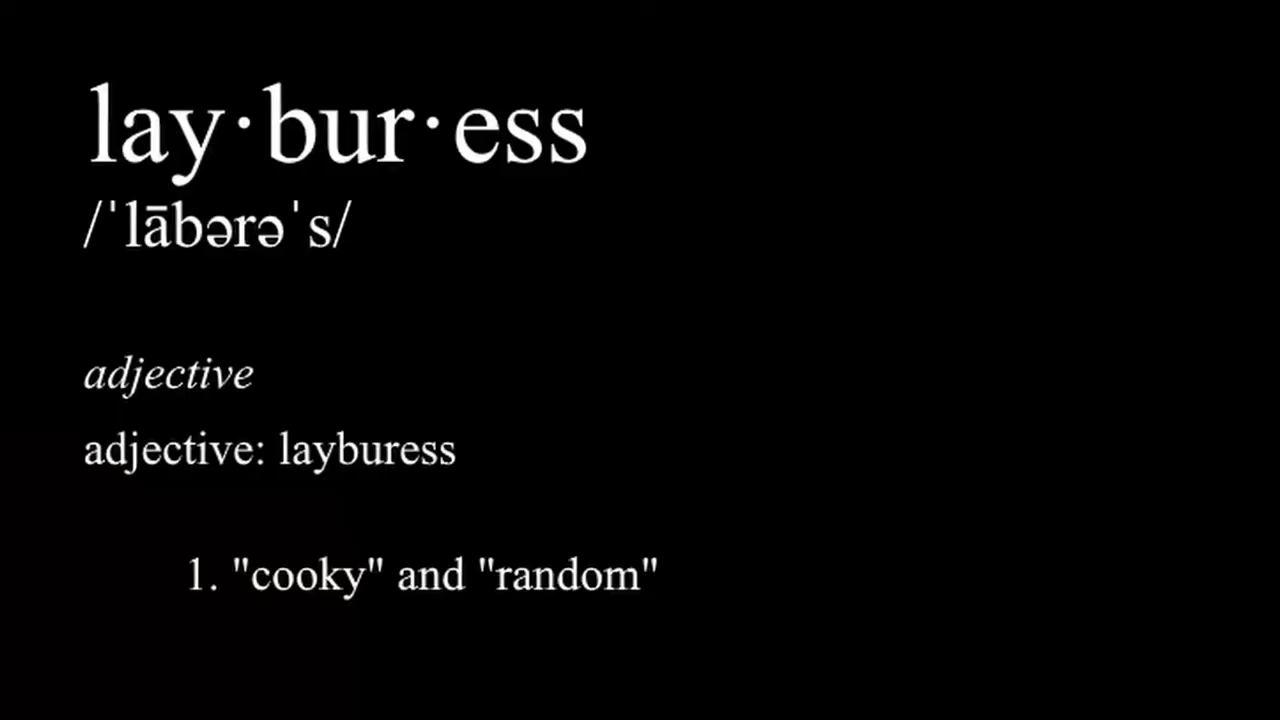 lay·bur·ess
/ˈlābərəˈs/
adjective
adjective: layburess
1. "cooky" and "random"